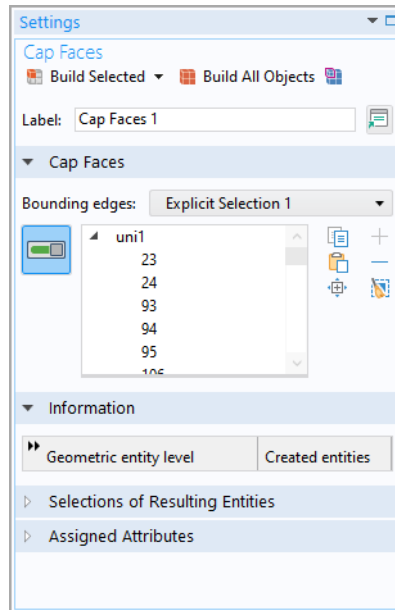 Settings
Cap Faces
Build Selected Build All Objects
Label: Cap Faces 1
Cap Faces
Bounding edges: Explicit Selection 1
uni1
23
24
93
94
95
106
Information
Geometric entity level Created entities
Selections of Resulting Entities
Assigned Attributes